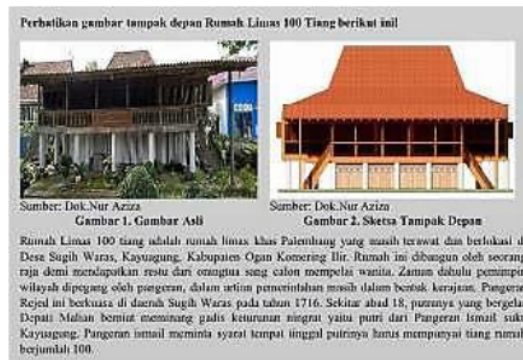 Perhatikan gambar tampak depan Rumah Limas 100 Tiang berikut ini!
Sumber: Dok.Nur Aziza
Gambar 1. Gambar Asli
Sumber: Dok.Nur Aziza
Gambar 2. Sketsa Tampak Depan
Rumah Limas 100 tiang adalah rumah limas khas Palembang yang masih terawat dan berlokasi d
Desa Sugih Waras, Kayuagung, Kabupaten Ogan Komering Ilir. Rumah ini dibangun oleh seorang
raja demi mendapatkan restu dari orangtua sang calon mempelai wanita. Zaman dahulu pemimpin
wilayah dipegang oleh pangeran, dalam artian pemerintahan masih dalam bentuk kerajaan. Pangeran
Rejed ini berkuasa di daerah Sugih Waras pada tahun 1716. Sekitar abad 18, putranya yang bergela
Depati Malian berniat meminang gadis keturunan ningrat yaitu putri dari Pangeran Ismail suku
Kayuagung. Pangeran ismail meminta syarat tempat tinggal putrinya harus mempunyai tiang rumah
berjumlah 100.